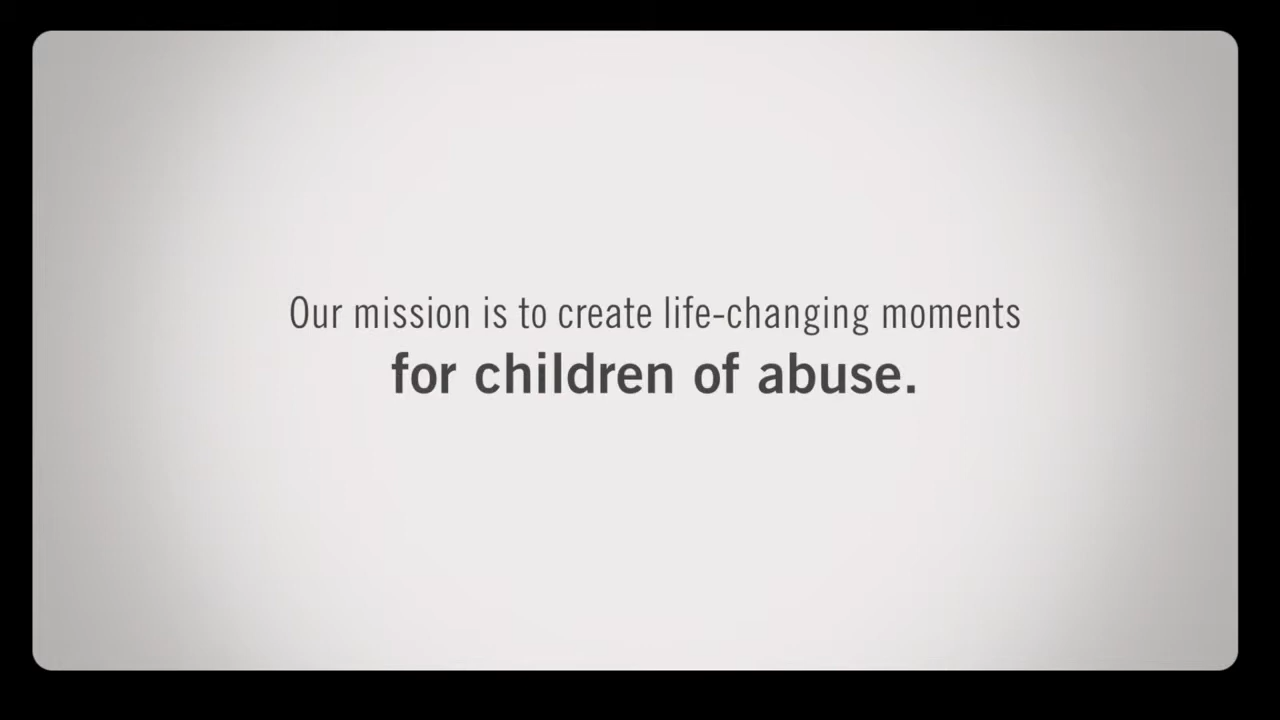 Our mission is to create life-changing moments
for children of abuse.